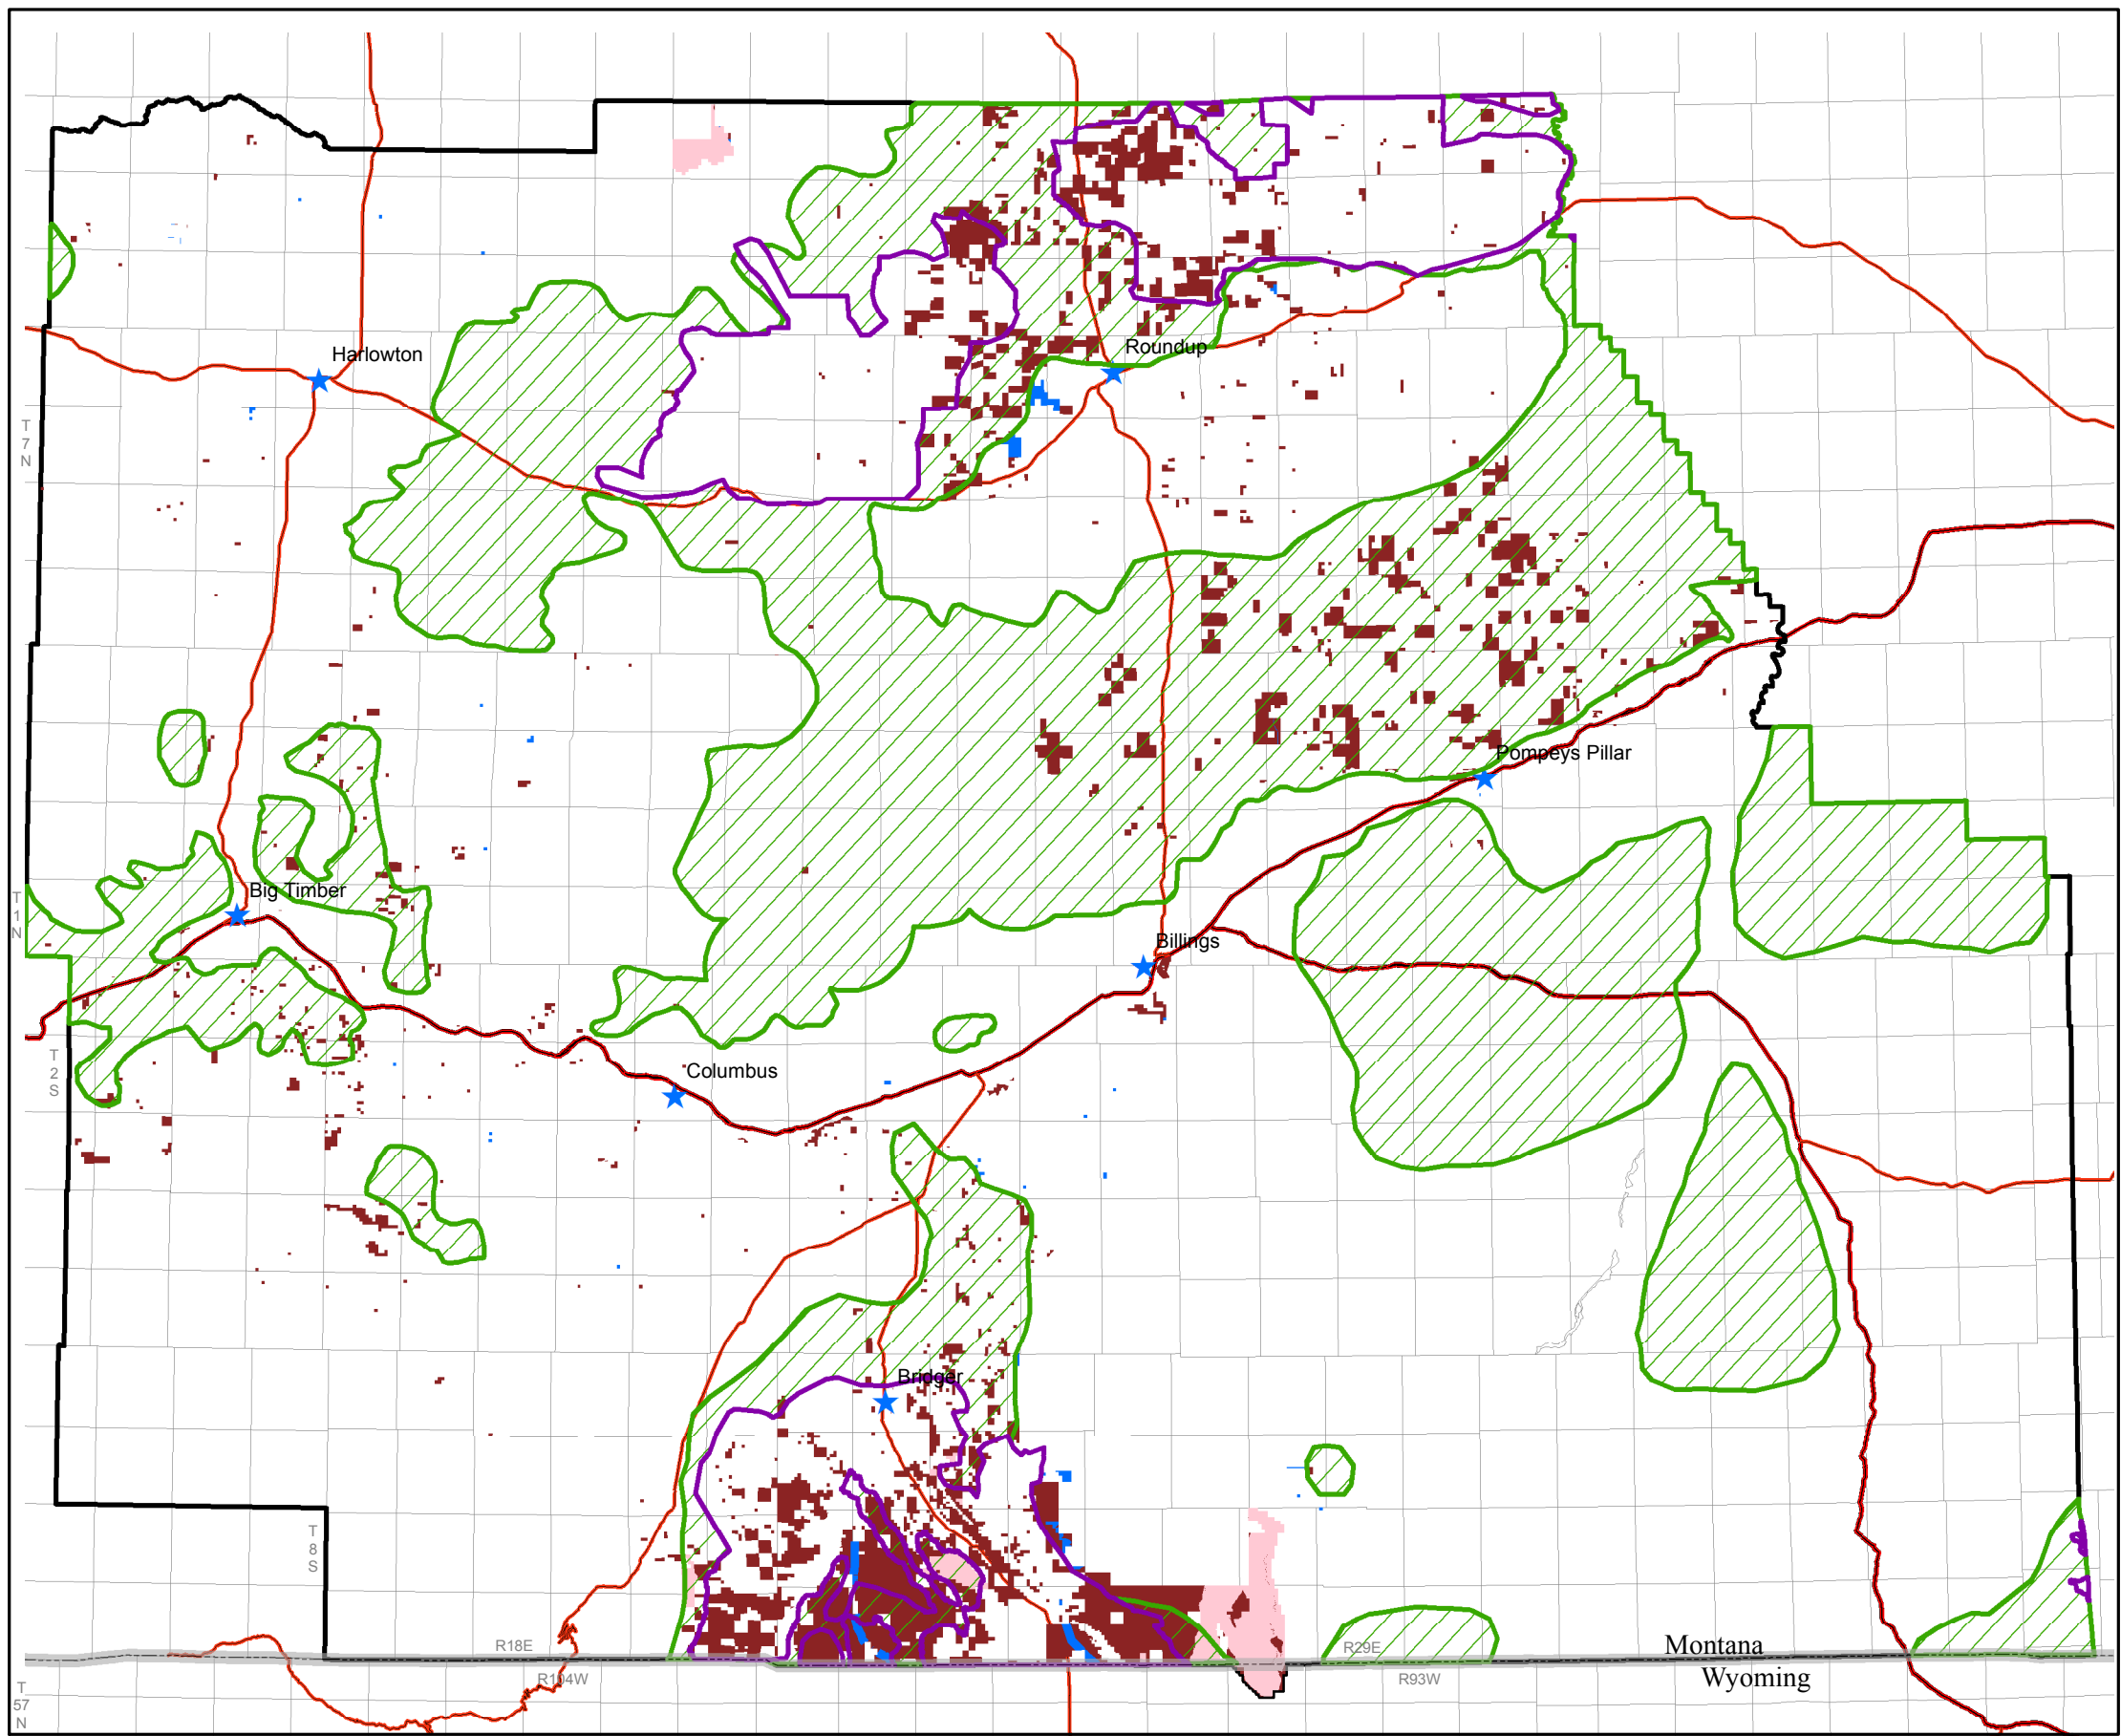 Harlowton
Roundup
T
7
N
Pompeys Pillar
Big Timber
T
1
N
Billings
T
2
S
Columbus
Bridger
T
8
S
R18E
R29E
Montana
R104W
R93W
Wyoming
T
57
N